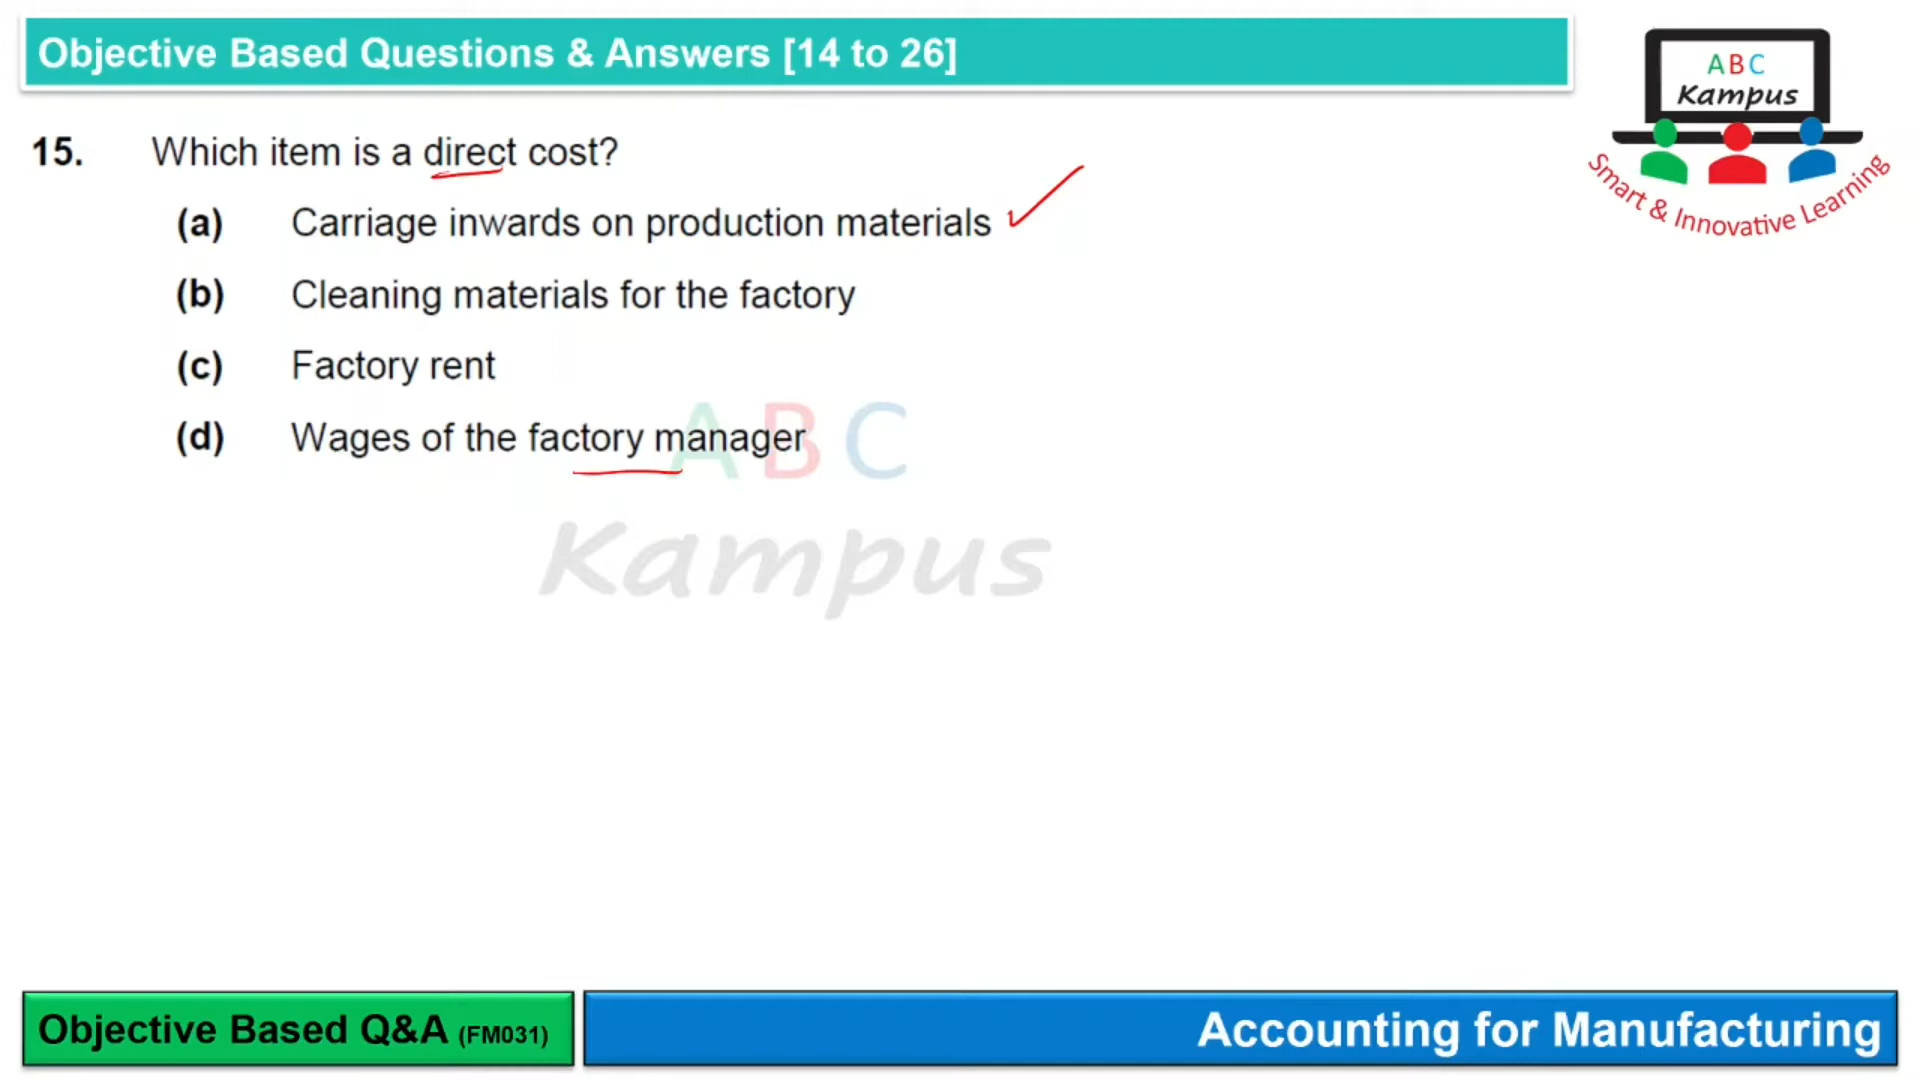 Objective Based Questions & Answers [14 to 26]
ABC
Kampus
Smart & Innovative Learning
15. Which item is a direct cost?
(a) Carriage inwards on production materials
(b) Cleaning materials for the factory
(c) Factory rent
(d) Wages of the factory manager
ABC
Kampus
Objective Based Q&A (FM031)
Accounting for Manufacturing